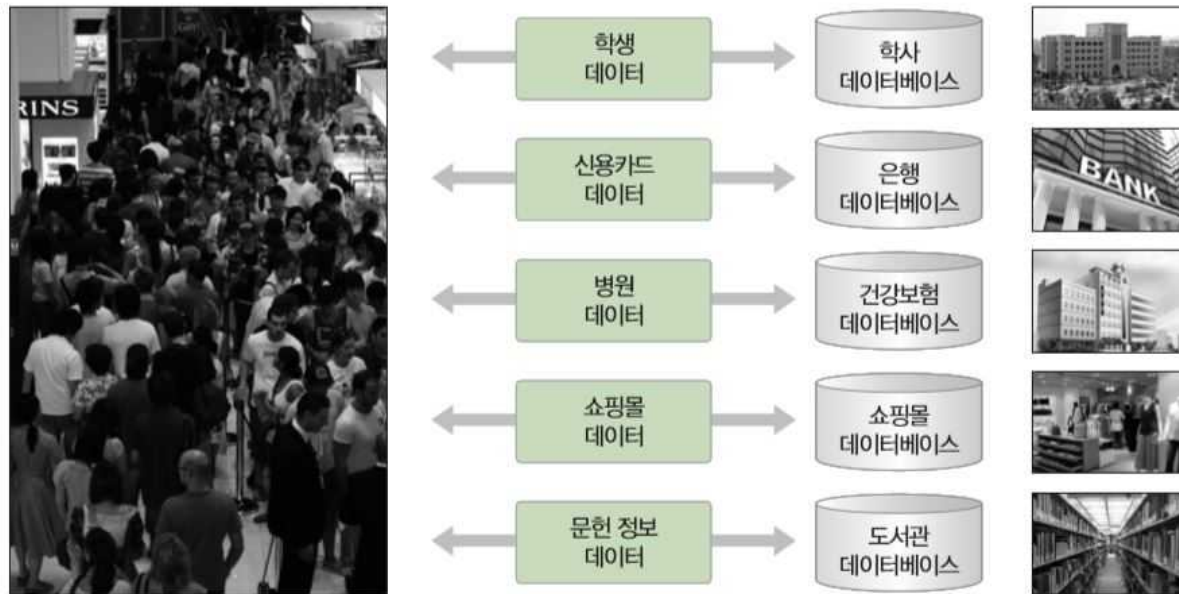 RINS
학생
데이터
학사
데이터베이스
신용카드
데이터
은행
데이터베이스
BANK
병원
데이터
건강보험
데이터베이스
쇼핑몰
데이터
쇼핑몰
데이터베이스
문헌 정보
데이터
도서관
데이터베이스